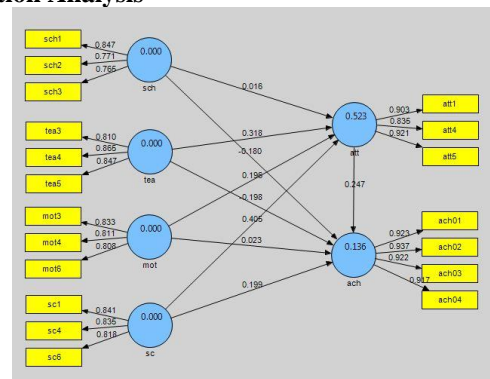 tion Analysis
sch1
sch2
sch3
0.847
0.771
0.766
0.000
sch
tea3
tea4
tea5
0.810
0.865
0.847
0.000
tea
mot3
mot4
mot6
0.833
0.811
0.808
0.000
mot
sc1
sc4
sc6
0.841
0.835
0.818
0.000
sc
0.016
0.318
-0.180
0.196
-0.198
0.405
0.023
0.199
0.523
att
0.247
0.136
ach
0.903
0.835
0.921
att1
att4
att5
0.923
0.937
0.922
0.917
ach01
ach02
ach03
ach04